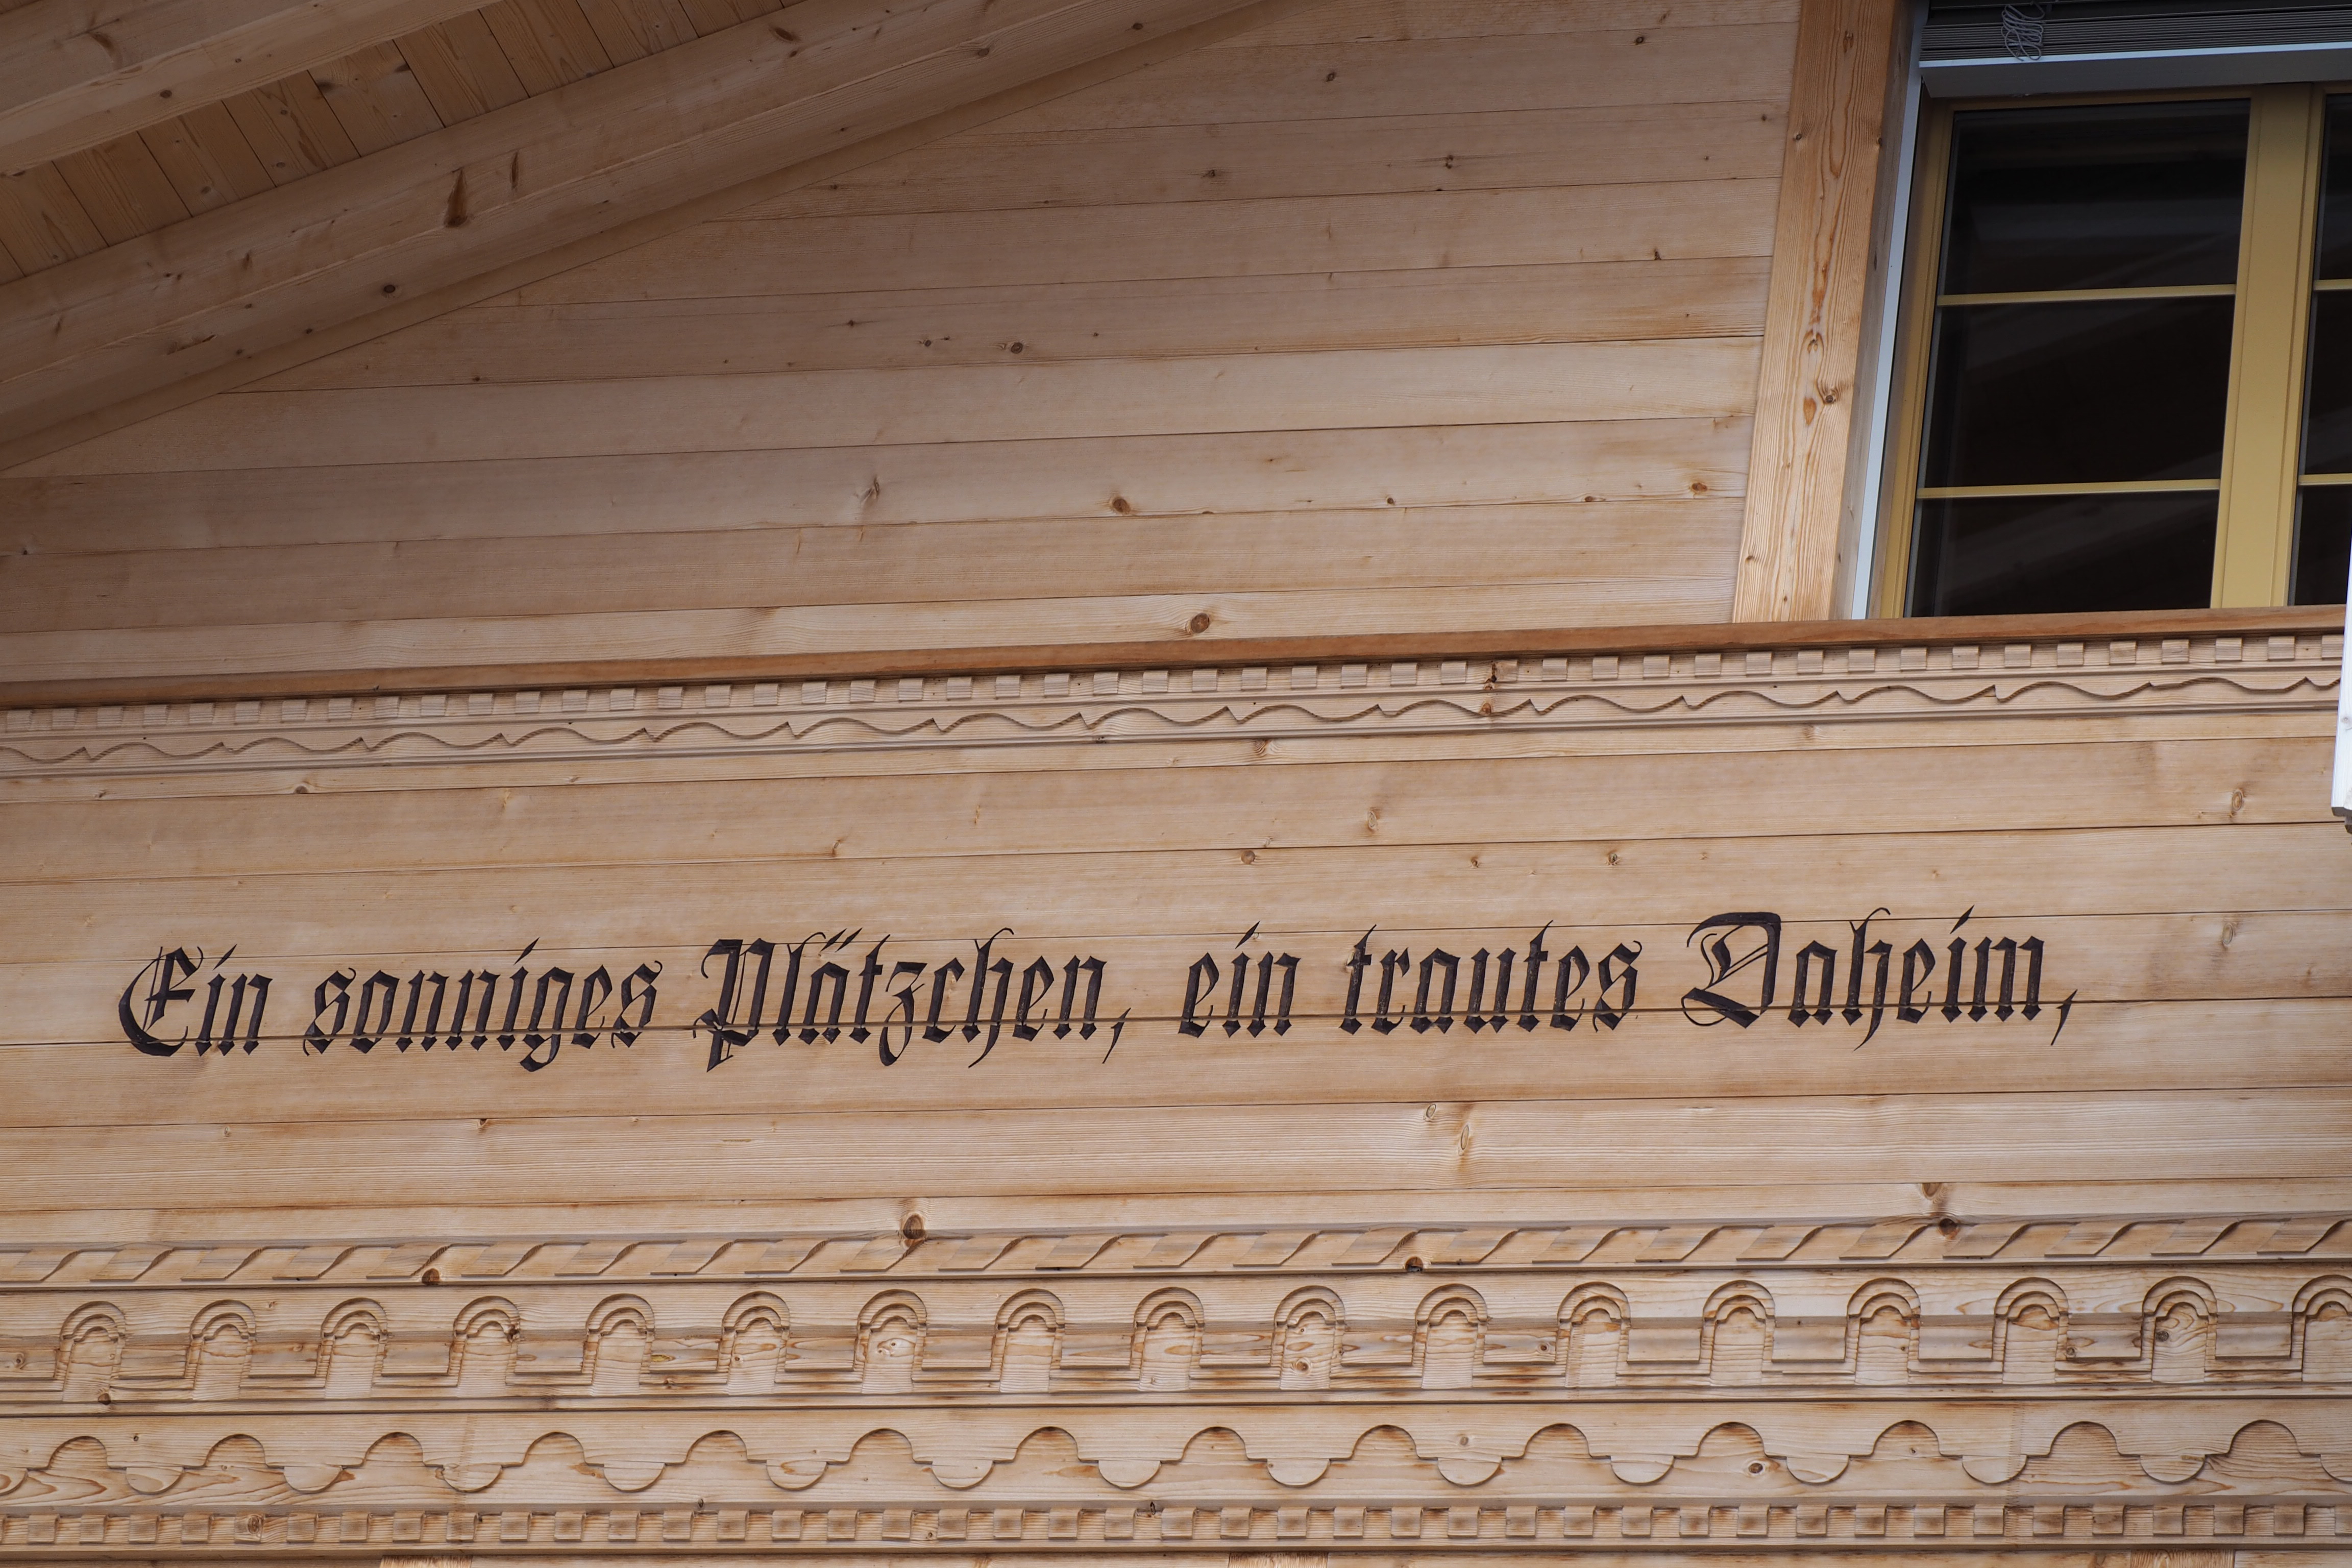 Ein sonniges Plätzchen, ein trautes Daheim,